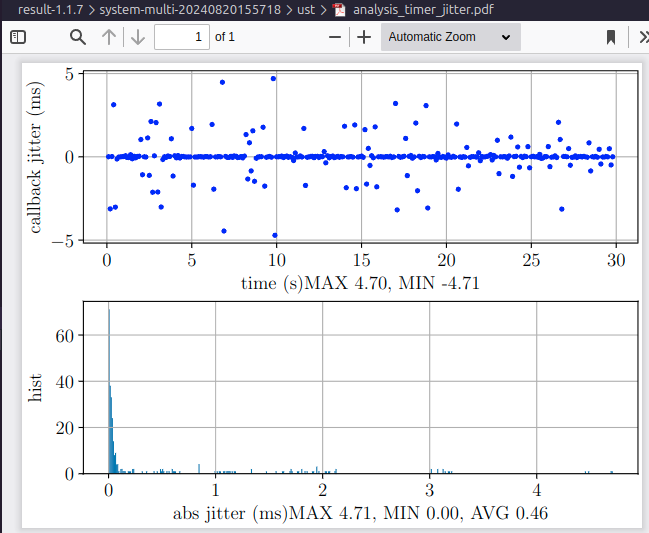 result-1.1.7 > system-multi-20240820155718 > ust > analysis_timer_jitter.pdf
1 of 1 Automatic Zoom
callback jitter (ms)
5
0
−5
0 5 10 15 20 25 30
time (s)MAX 4.70, MIN -4.71
hist
60
40
20
0
0 1 2 3 4
abs jitter (ms)MAX 4.71, MIN 0.00, AVG 0.46